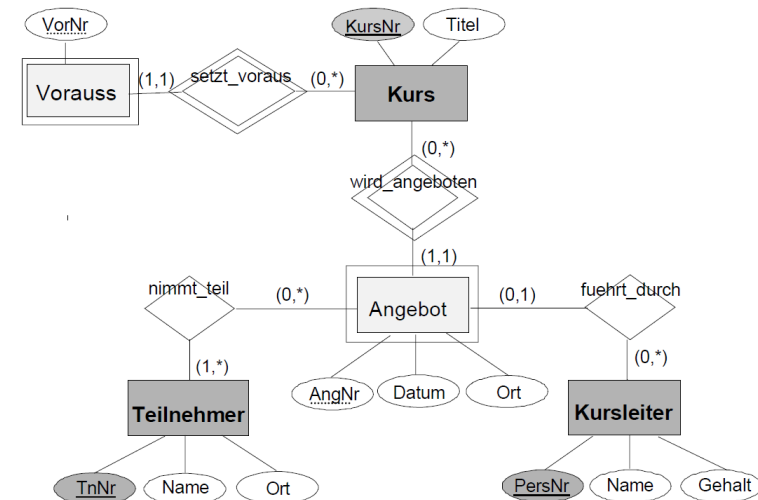 VorNr
KursNr
Titel
Vorauss
(1,1)
setzt_voraus
(0,*)
Kurs
(0,*)
wird_angeboten
(1,1)
nimmt_teil
(0,*)
Angebot
(0,1)
fuehrt_durch
(1,*)
(0,*)
AngNr
Datum
Ort
Teilnehmer
Kursleiter
TnNr
Name
Ort
PersNr
Name
Gehalt